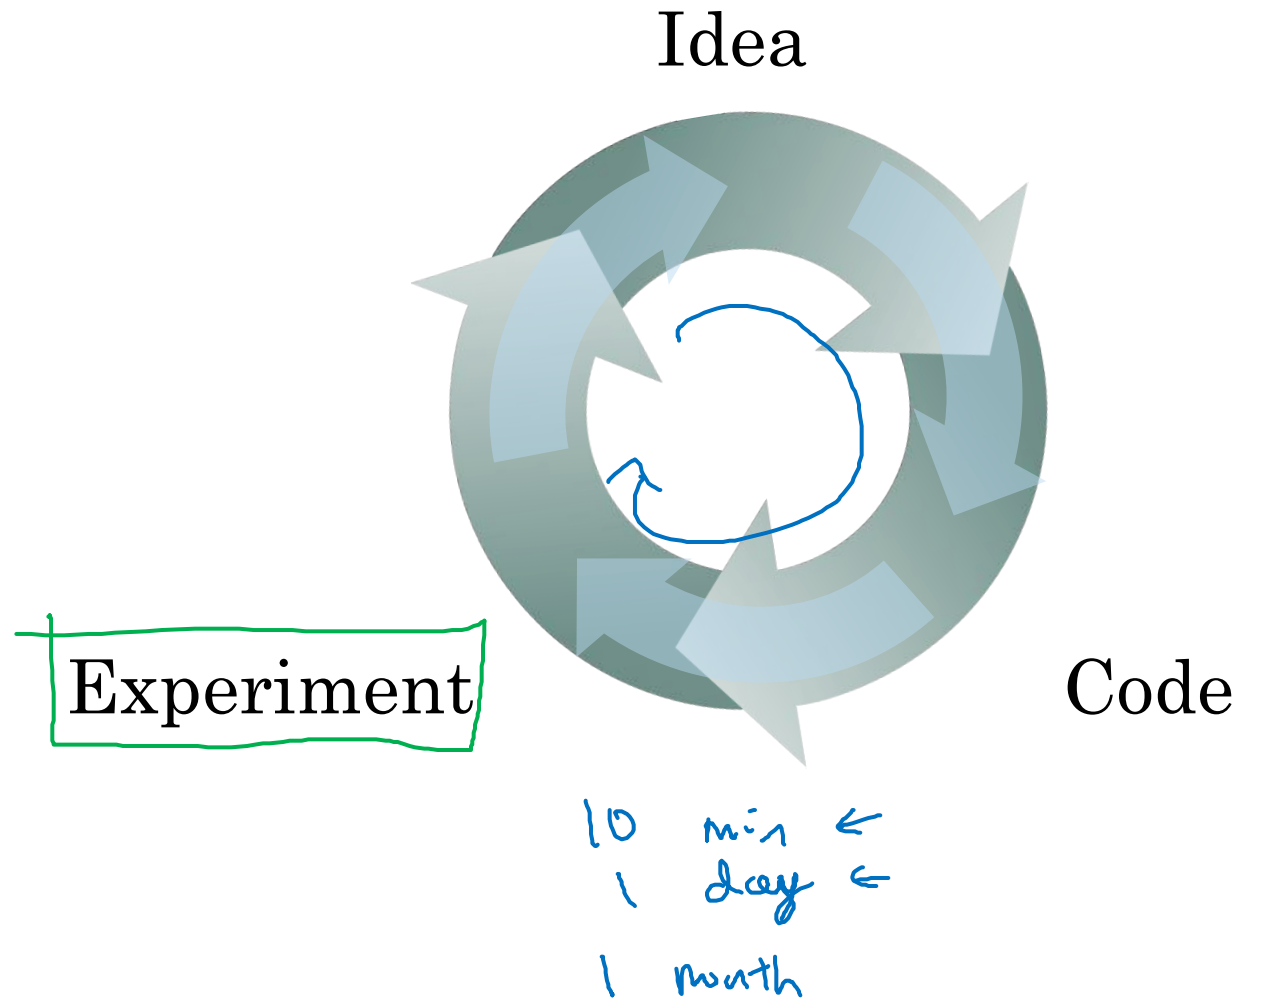 Idea
Experiment
Code
10 min ←
1 day ←
1 month